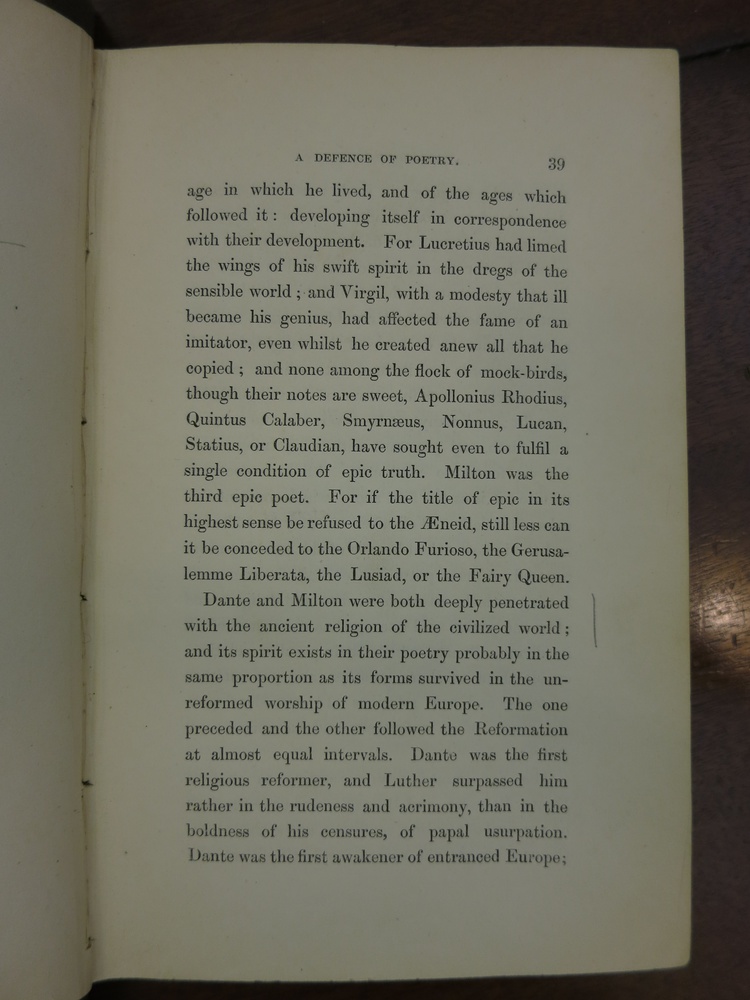 A DEFENCE OF POETRY. 39
age in which he lived, and of the ages which
followed it : developing itself in correspondence
with their development. For Lucretius had limed
the wings of his swift spirit in the dregs of the
sensible world ; and Virgil, with a modesty that ill
became his genius, had affected the fame of an
imitator, even whilst he created anew all that he
copied ; and none among the flock of mock-birds,
though their notes are sweet, Apollonius Rhodius,
Quintus Calaber, Smyrnæus, Nonnus, Lucan,
Statius, or Claudian, have sought even to fulfil a
single condition of epic truth. Milton was the
third epic poet. For if the title of epic in its
highest sense be refused to the Æneid, still less can
it be conceded to the Orlando Furioso, the Gerusa-
lemme Liberata, the Lusiad, or the Fairy Queen.
Dante and Milton were both deeply penetrated
with the ancient religion of the civilized world ;
and its spirit exists in their poetry probably in the
same proportion as its forms survived in the un-
reformed worship of modern Europe. The one
preceded and the other followed the Reformation
at almost equal intervals. Dante was the first
religious reformer, and Luther surpassed him
rather in the rudeness and acrimony, than in the
boldness of his censures, of papal usurpation.
Dante was the first awakener of entranced Europe;